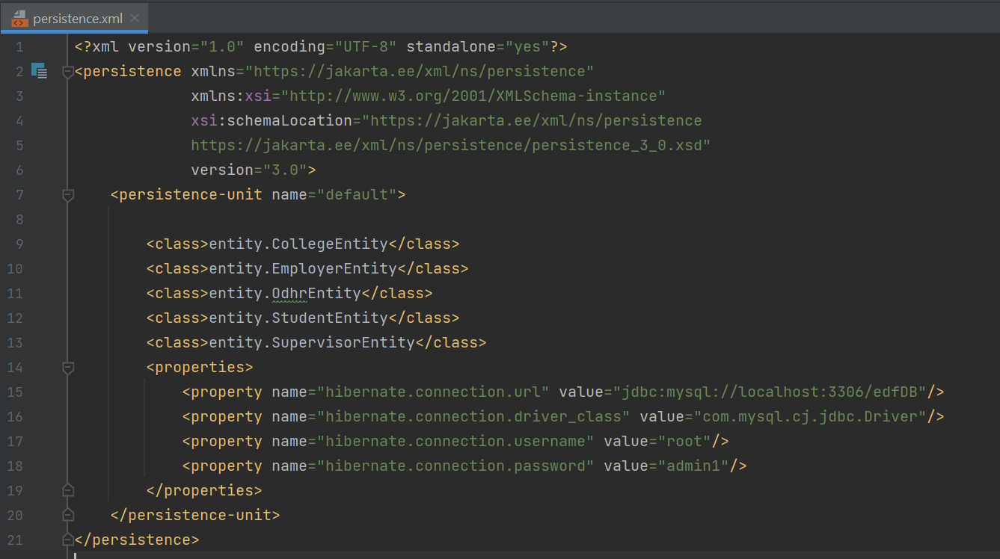 persistence.xml
1 <?xml version="1.0" encoding="UTF-8" standalone="yes"?>
2 <persistence xmlns="https://jakarta.ee/xml/ns/persistence"
3              xmlns:xsi="http://www.w3.org/2001/XMLSchema-instance"
4              xsi:schemaLocation="https://jakarta.ee/xml/ns/persistence
5              https://jakarta.ee/xml/ns/persistence/persistence_3_0.xsd"
6              version="3.0">
7     <persistence-unit name="default">
8
9         <class>entity.CollegeEntity</class>
10         <class>entity.EmployerEntity</class>
11         <class>entity.OdhrEntity</class>
12         <class>entity.StudentEntity</class>
13         <class>entity.SupervisorEntity</class>
14         <properties>
15             <property name="hibernate.connection.url" value="jdbc:mysql://localhost:3306/edfDB"/>
16             <property name="hibernate.connection.driver_class" value="com.mysql.cj.jdbc.Driver"/>
17             <property name="hibernate.connection.username" value="root"/>
18             <property name="hibernate.connection.password" value="admin1"/>
19         </properties>
20     </persistence-unit>
21 </persistence>